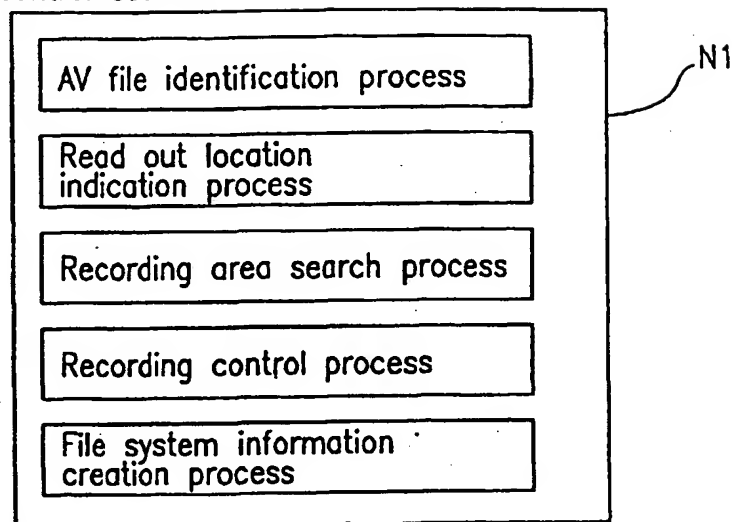 AV file identification process
N1
Read out location
indication process
Recording area search process
Recording control process
File system information
creation process